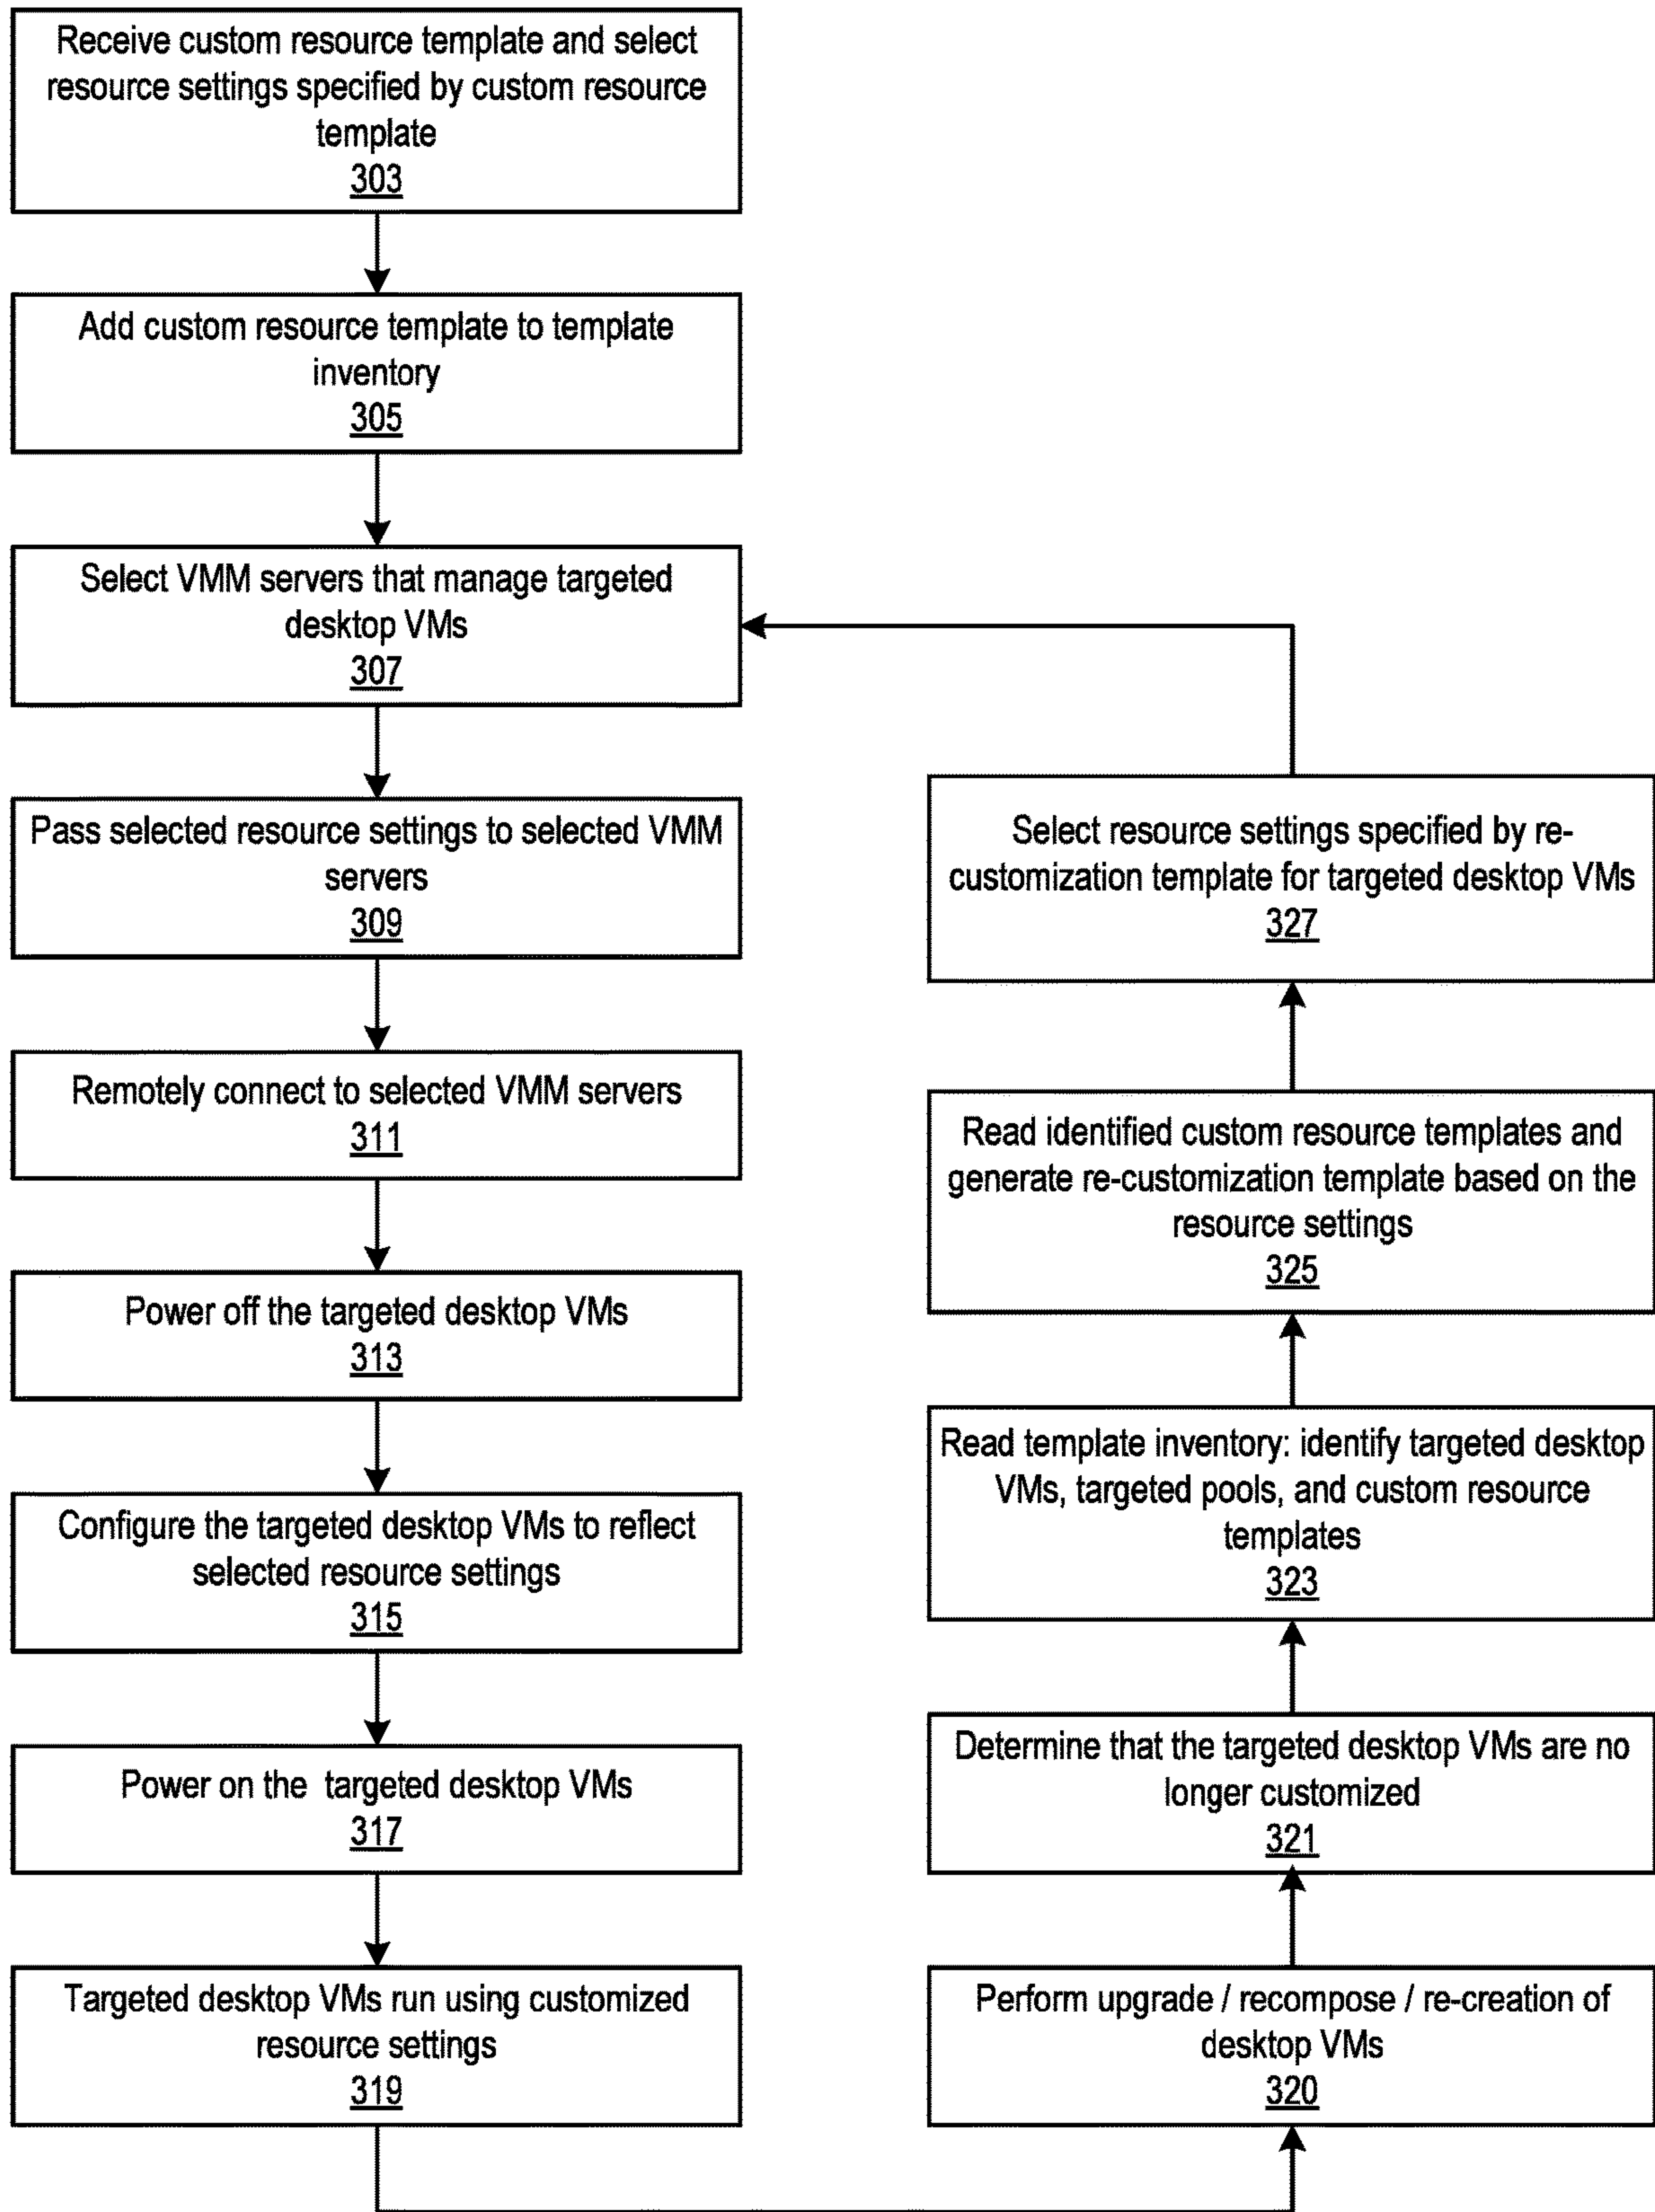 Receive custom resource template and select
resource settings specified by custom resource
template
303
Add custom resource template to template
inventory
305
Select VMM servers that manage targeted
desktop VMs
307
Pass selected resource settings to selected VMM
servers
309
Remotely connect to selected VMM servers
311
Power off the targeted desktop VMs
313
Configure the targeted desktop VMs to reflect
selected resource settings
315
Power on the targeted desktop VMs
317
Targeted desktop VMs run using customized
resource settings
319
Perform upgrade / recompose / re-creation of
desktop VMs
320
Determine that the targeted desktop VMs are no
longer customized
321
Read template inventory: identify targeted desktop
VMs, targeted pools, and custom resource
templates
323
Read identified custom resource templates and
generate re-customization template based on the
resource settings
325
Select resource settings specified by re-
customization template for targeted desktop VMs
327